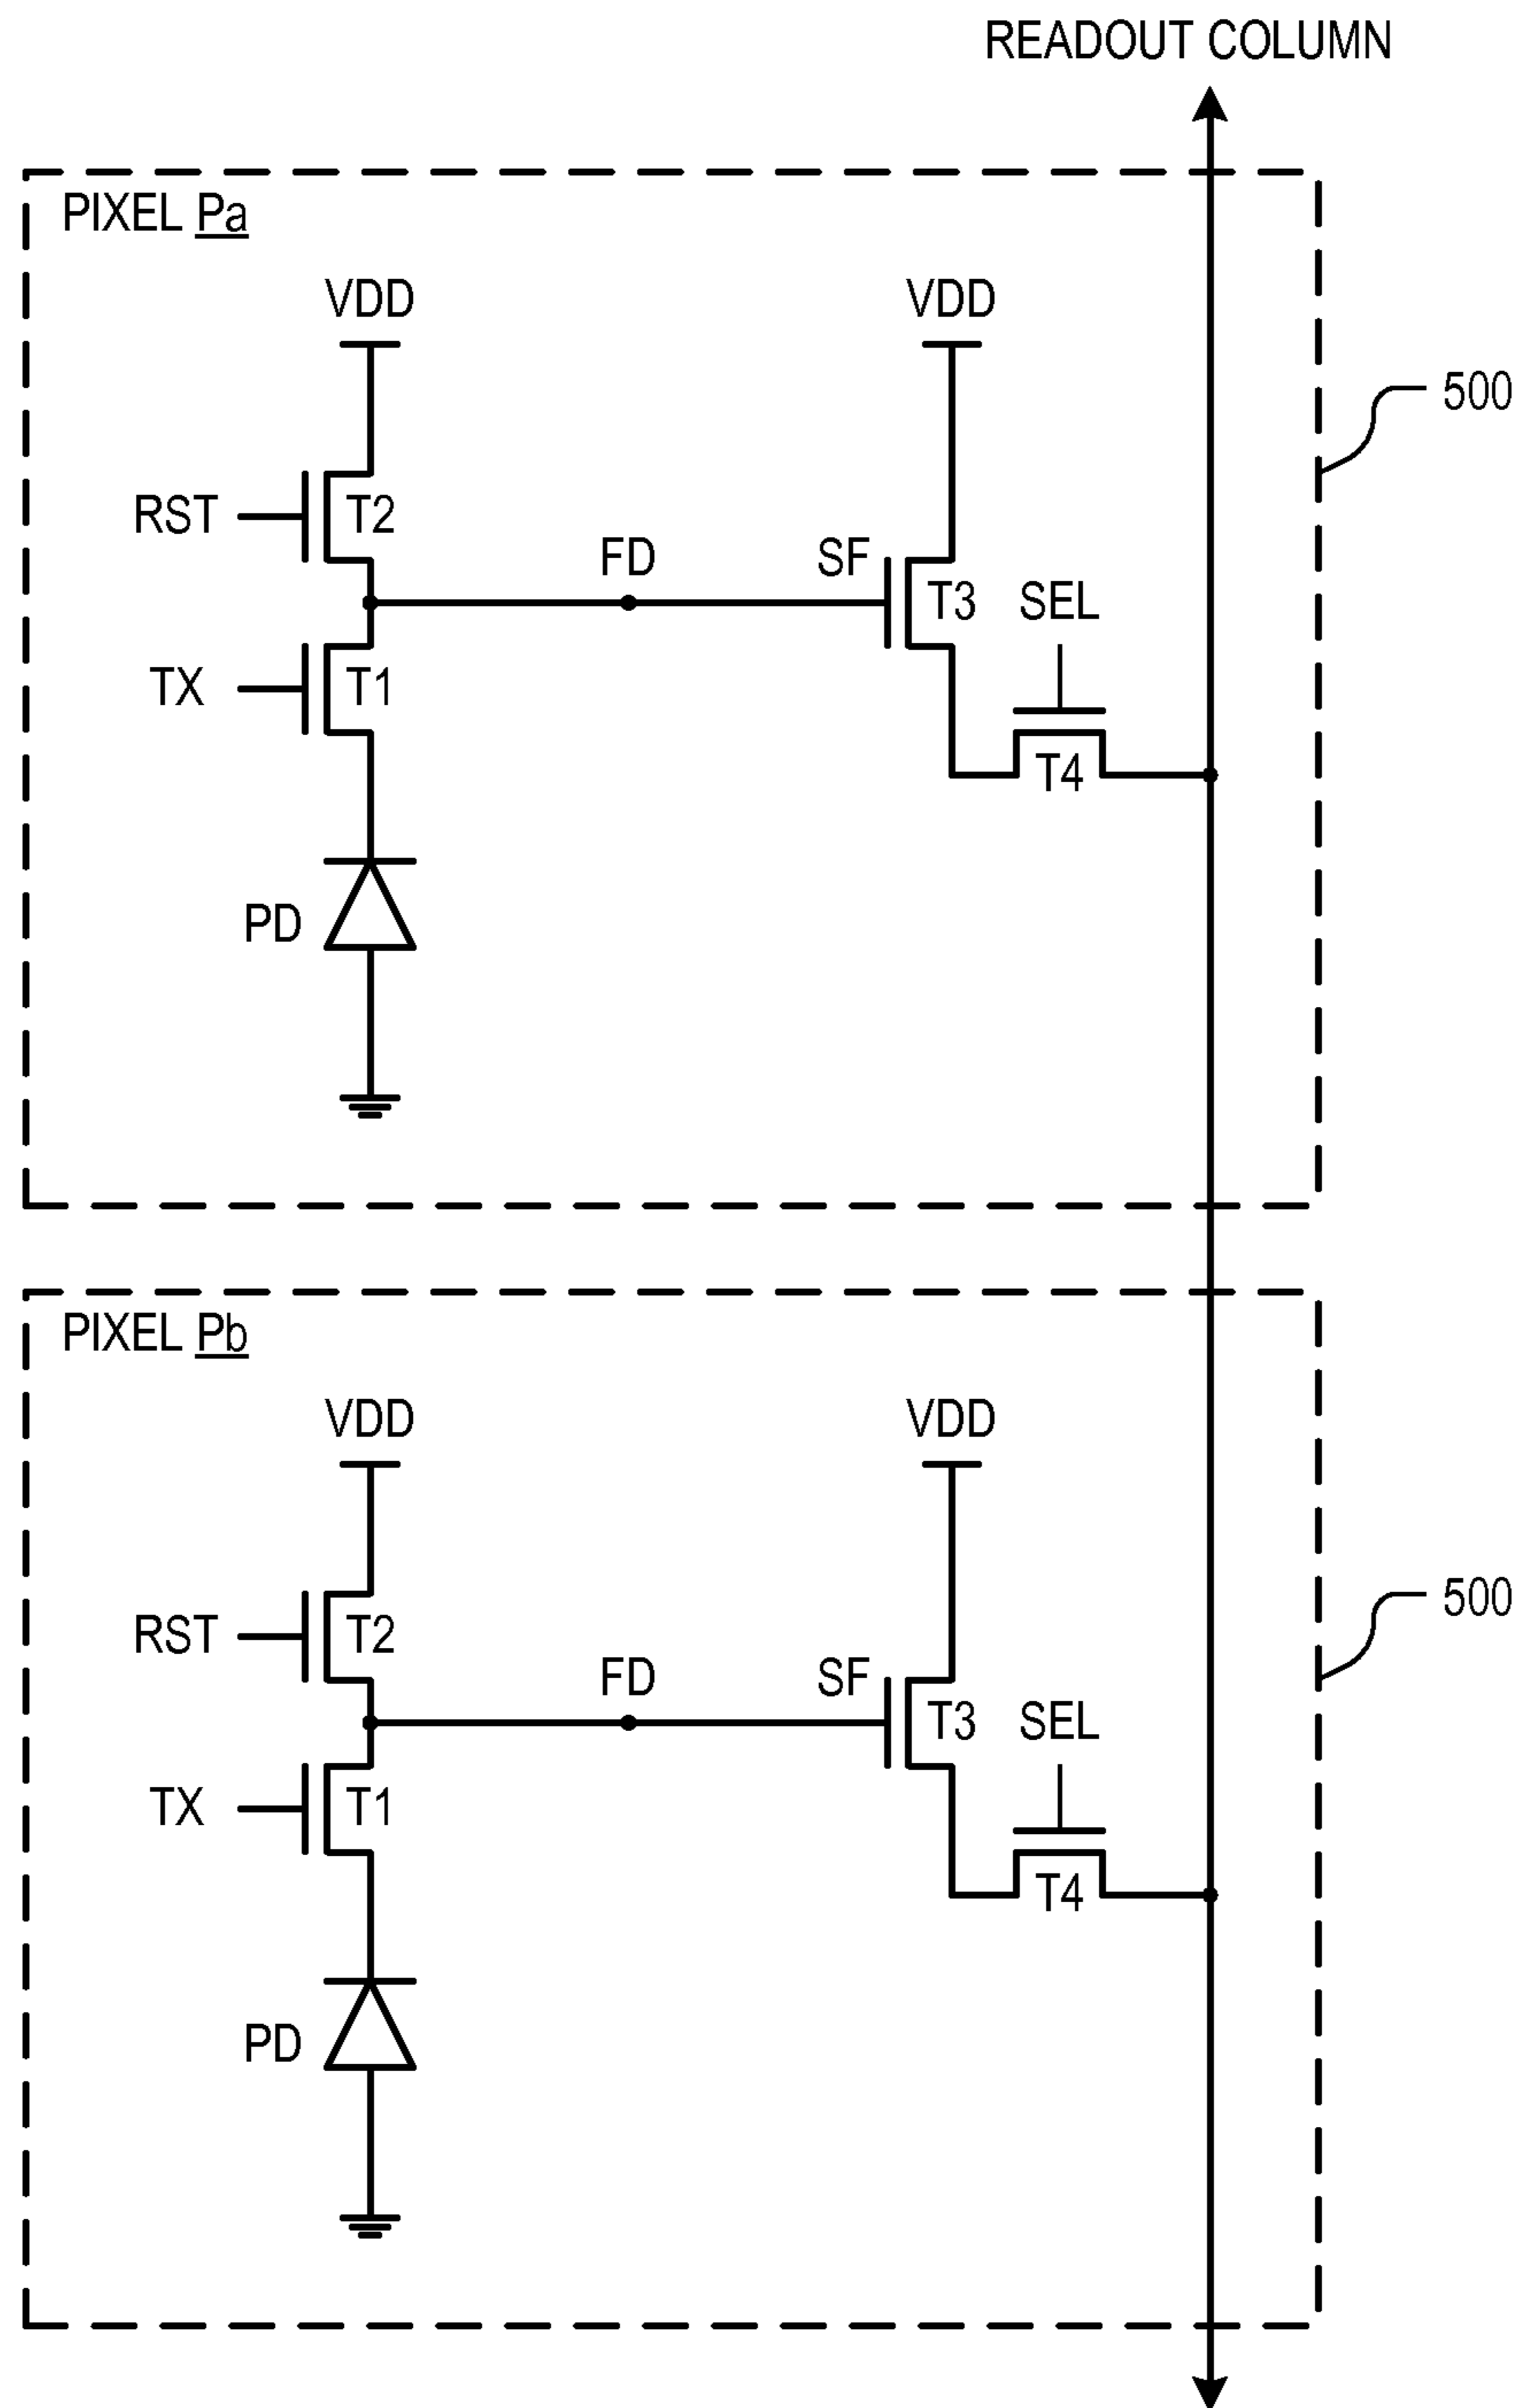 READOUT COLUMN
PIXEL Pa
VDD VDD
500
RST T2
FD SF T3 SEL
TX T1
T4
PD
PIXEL Pb
VDD VDD
500
RST T2
FD SF T3 SEL
TX T1
T4
PD